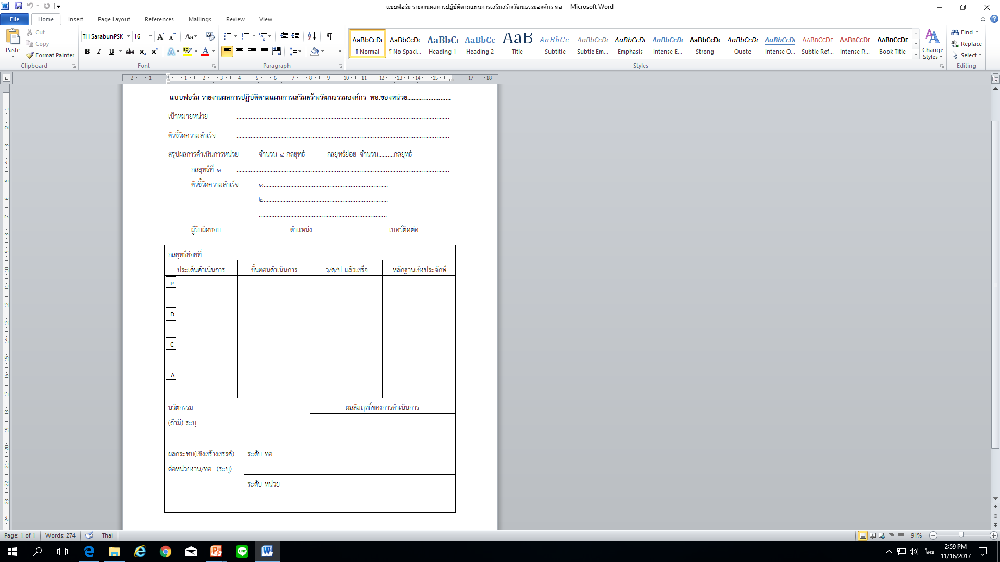 แบบฟอร์ม รายงานผลการปฏิบัติตามแผนการเสริมสร้างวัฒนธรรมองค์กร ทอ - Microsoft Word
File Home Insert Page Layout References Mailings Review View
Paste
Cut
Copy
Format Painter
Clipboard
TH SarabunPSK 16
Font
Paragraph
AaBbCcDc AaBbCcDc AaBbCc AaBbCc AaB AaBbCc. AaBbCcDc AaBbCcDc AaBbCcDc AaBbCcDc AaBbCcDc AaBbCcDc AABBCCDE AABBCCDE AABBCCDE
¶ Normal ¶ No Spaci... Heading 1 Heading 2 Title Subtitle Subtle Em... Emphasis Intense E... Strong Quote Intense Q... Subtle Ref... Intense R... Book Title
Change Styles
Styles
Find
Replace
Select
Editing
แบบฟอร์ม รายงานผลการปฏิบัติตามแผนการเสริมสร้างวัฒนธรรมองค์กร ทอ.ของหน่วย...........................
เป้าหมายหน่วย ........................................................................................................................................
ตัวชี้วัดความสำเร็จ ........................................................................................................................................
สรุปผลการดำเนินการหน่วย จำนวน ๔ กลยุทธ์ กลยุทธ์ย่อย จำนวน..........กลยุทธ์
กลยุทธ์ที่ ๑ ........................................................................................................................................
ตัวชี้วัดความสำเร็จ ๑...............................................................................
๒...............................................................................
.................................................................................
ผู้รับผิดชอบ............................................ตำแหน่ง.................................................เบอร์ติดต่อ....................
กลยุทธ์ย่อยที่
ประเด็นดำเนินการ ขั้นตอนดำเนินการ ว/ด/ป แล้วเสร็จ หลักฐานเชิงประจักษ์
P
D
C
A
นวัตกรรม
(ถ้ามี) ระบุ
ผลสัมฤทธิ์ของการดำเนินการ
ผลกระทบ(เชิงสร้างสรรค์)
ต่อหน่วยงาน/ทอ. (ระบุ)
ระดับ ทอ.
ระดับ หน่วย
Page: 1 of 1 Words: 274 Thai 91%
ไทย
2:59 PM
11/16/2017